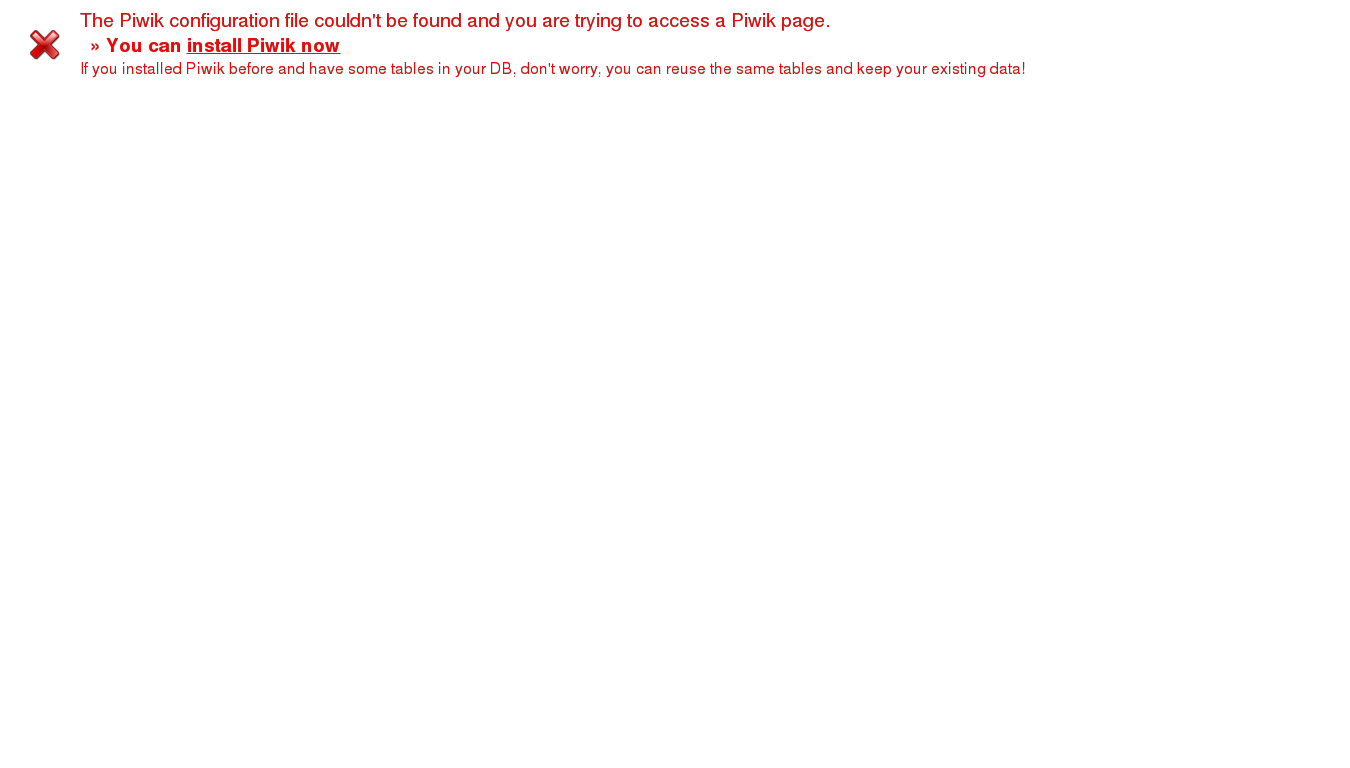 The Piwik configuration file couldn't be found and you are trying to access a Piwik page.
» You can install Piwik now
If you installed Piwik before and have some tables in your DB, don't worry, you can reuse the same tables and keep your existing data!